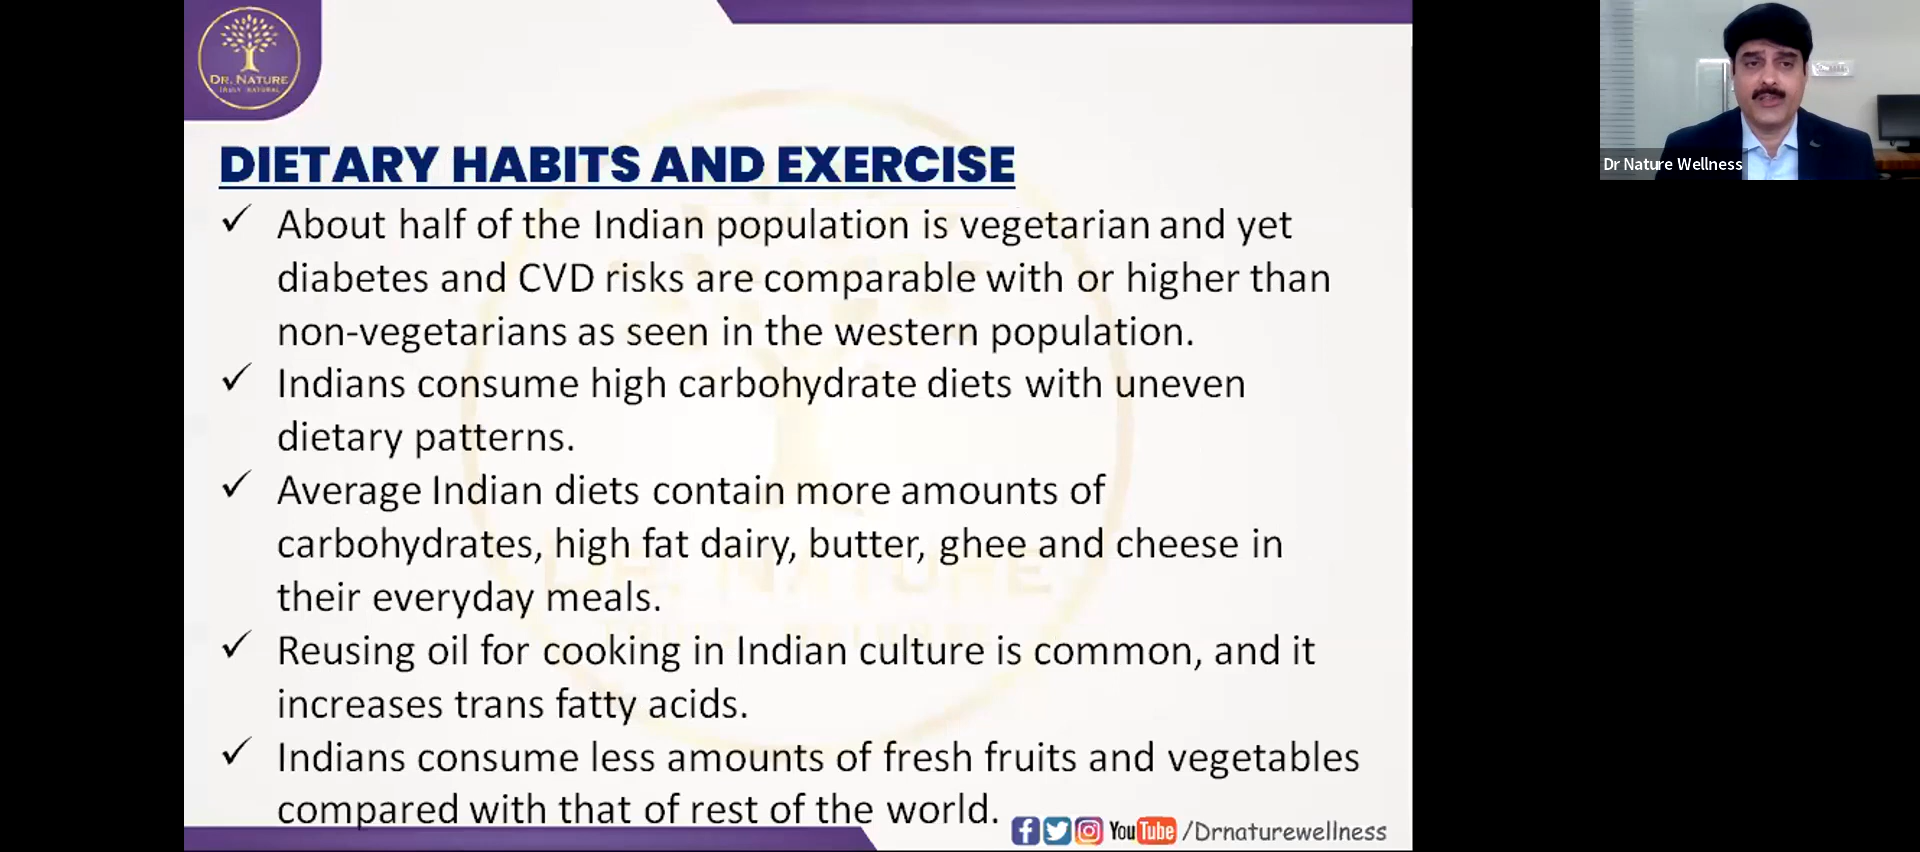 DR. NATURE
TRULY NATURAL
DIETARY HABITS AND EXERCISE
✓ About half of the Indian population is vegetarian and yet
diabetes and CVD risks are comparable with or higher than
non-vegetarians as seen in the western population.
✓ Indians consume high carbohydrate diets with uneven
dietary patterns.
✓ Average Indian diets contain more amounts of
carbohydrates, high fat dairy, butter, ghee and cheese in
their everyday meals.
✓ Reusing oil for cooking in Indian culture is common, and it
increases trans fatty acids.
✓ Indians consume less amounts of fresh fruits and vegetables
compared with that of rest of the world.
YouTube /Drnaturewellness
Dr Nature Wellness